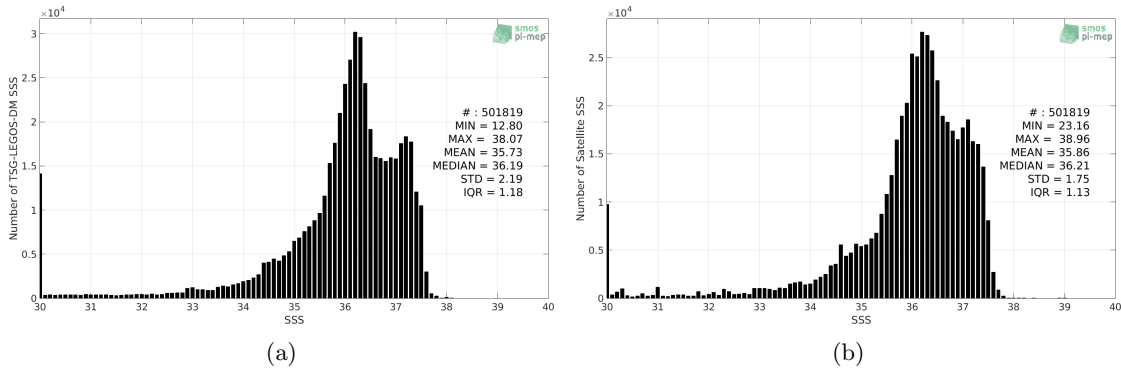 ×10⁴
3
2.5
2
1.5
1
0.5
0
30
31
32
33
34
35
36
37
38
39
40
SSS
Number of TSG-LEGOS-DM SSS
smos
pi-mep
# : 501819
MIN = 12.80
MAX = 38.07
MEAN = 35.73
MEDIAN = 36.19
STD = 2.19
IQR = 1.18
(a)
×10⁴
2.5
2
1.5
1
0.5
0
30
31
32
33
34
35
36
37
38
39
40
SSS
Number of Satellite SSS
smos
pi-mep
# : 501819
MIN = 23.16
MAX = 38.96
MEAN = 35.86
MEDIAN = 36.21
STD = 1.75
IQR = 1.13
(b)